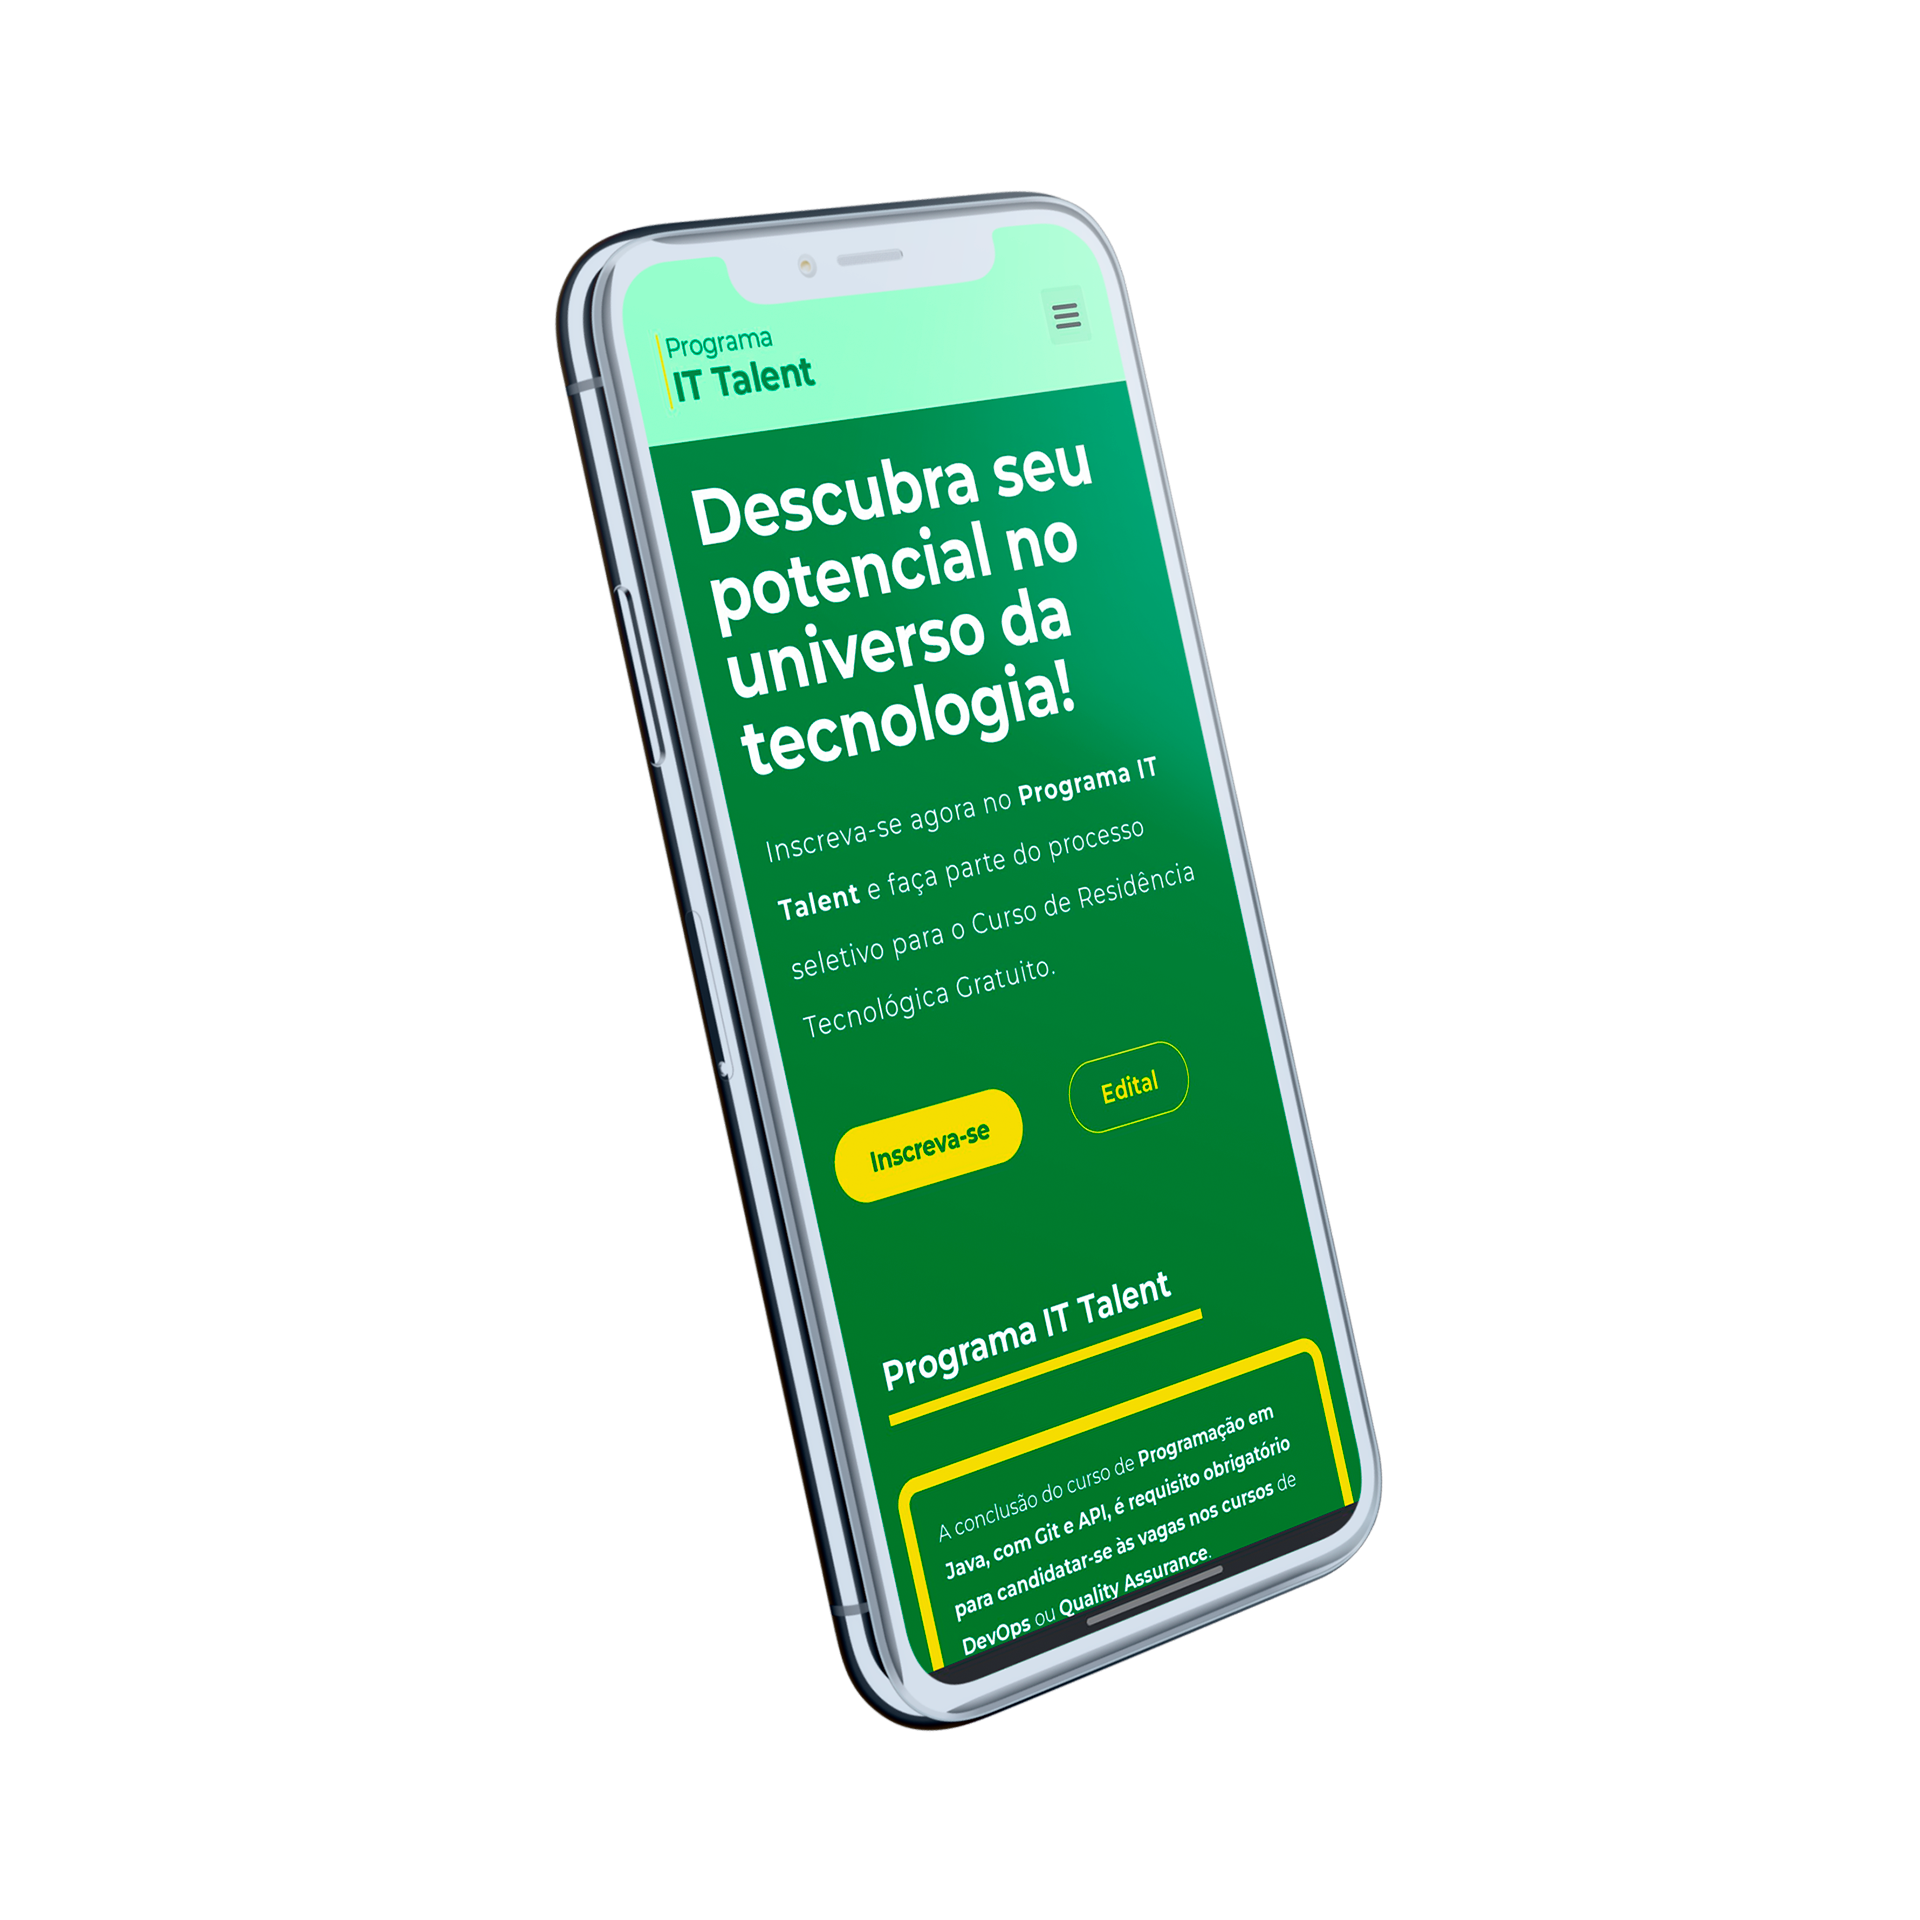 Programa
IT Talent
Descubra seu
potencial no
universo da
tecnologia!
Inscreva-se agora no Programa IT
Talent e faça parte do processo
seletivo para o Curso de Residência
Tecnológica Gratuito.
Inscreva-se
Edital
Programa IT Talent
A conclusão do curso de Programação em
Java, com Git e API, é requisito obrigatório
para candidatar-se às vagas nos cursos de
DevOps ou Quality Assurance.